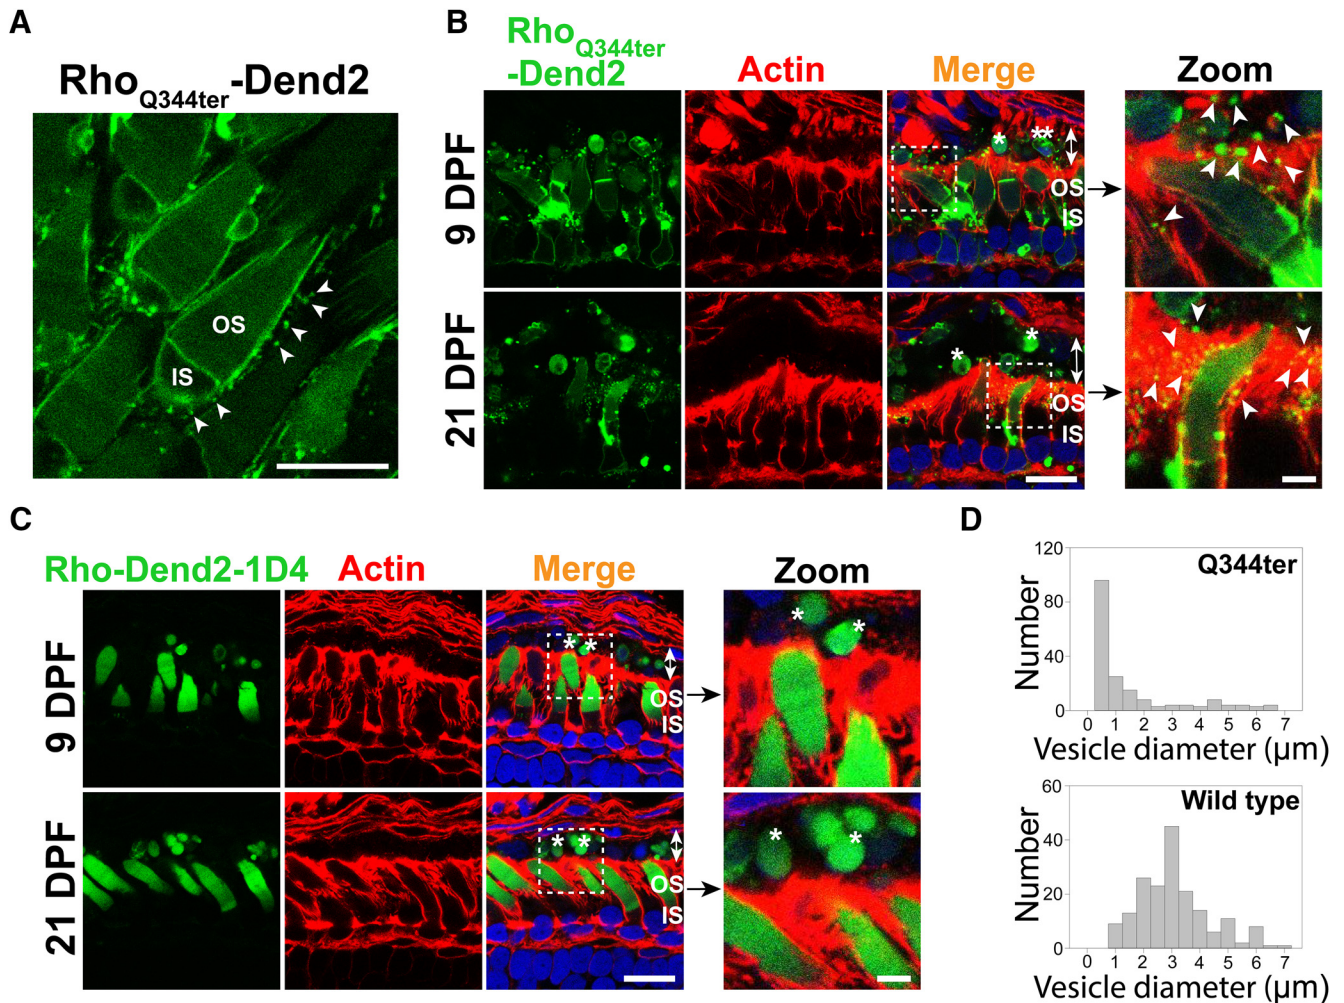 A
Rho Q344ter -Dend2
OS
IS
B
Rho Q344ter
-Dend2
Actin
Merge
Zoom
9 DPF
*
**
OS
IS
21 DPF
*
*
OS
IS
C
Rho-Dend2-1D4
Actin
Merge
Zoom
9 DPF
* *
OS
IS
*
*
21 DPF
* *
OS
IS
*
*
D
Q344ter
Number
120
80
40
0
0 1 2 3 4 5 6 7
Vesicle diameter (µm)
Wild type
Number
60
40
20
0
0 1 2 3 4 5 6 7
Vesicle diameter (µm)